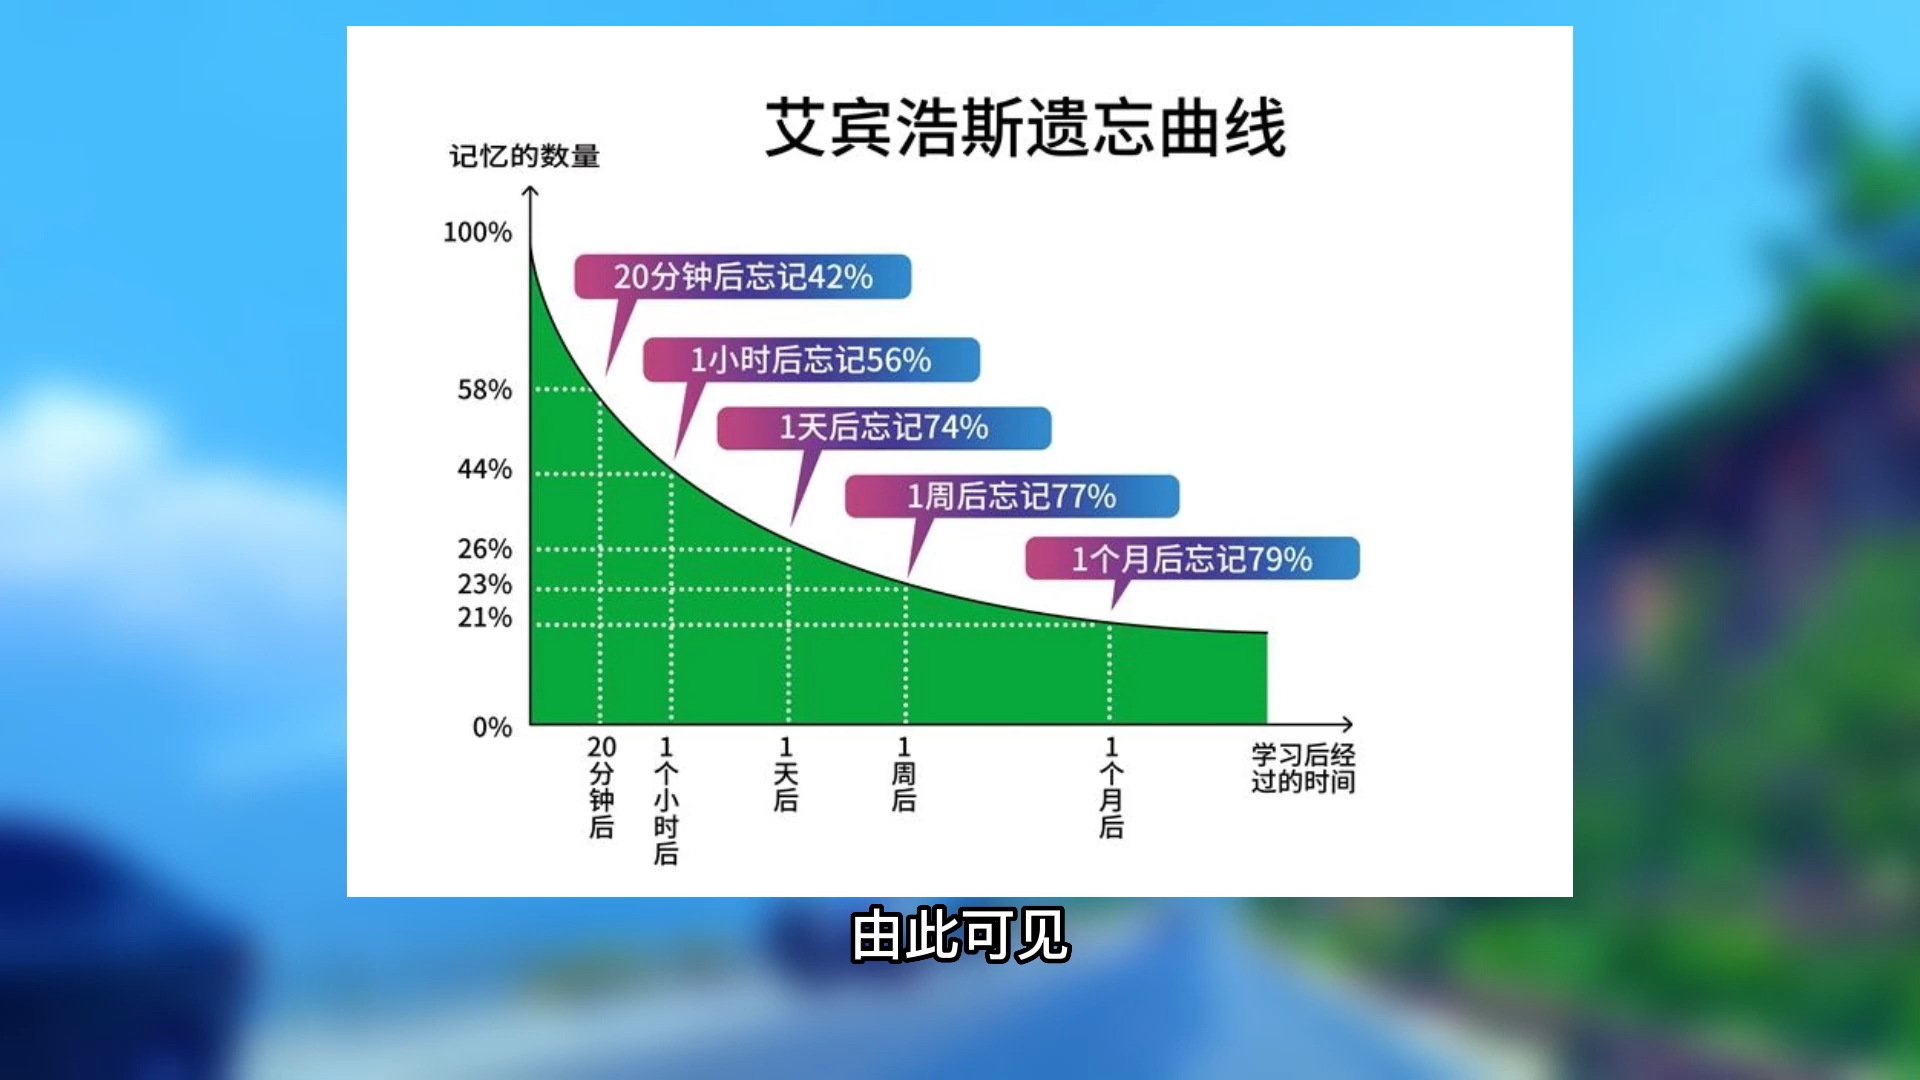 艾宾浩斯遗忘曲线
记忆的数量
100%
20分钟后忘记42%
1小时后忘记56%
58%
1天后忘记74%
44%
1周后忘记77%
26%
1个月后忘记79%
23%
21%
0%
20分钟后
1个小时后
1天后
1周后
1个月后
学习后经
过的时间
由此可见